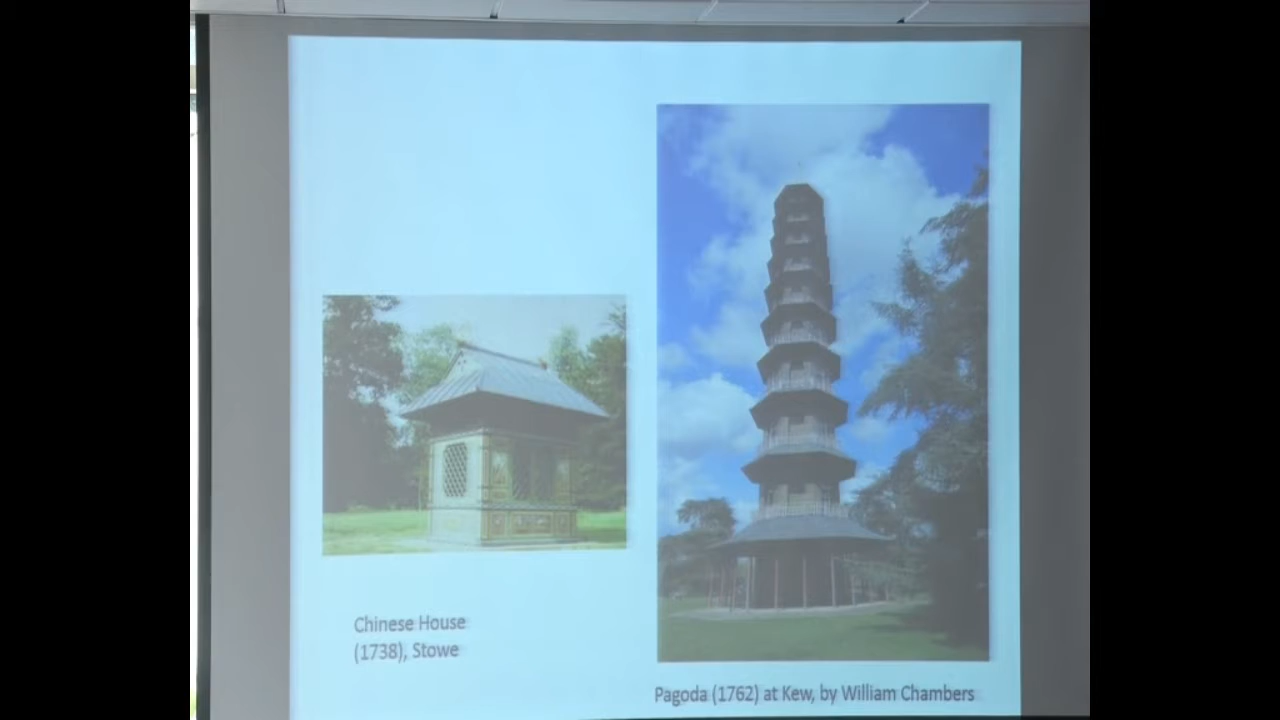 Chinese House
(1738), Stowe
Pagoda (1762) at Kew, by William Chambers